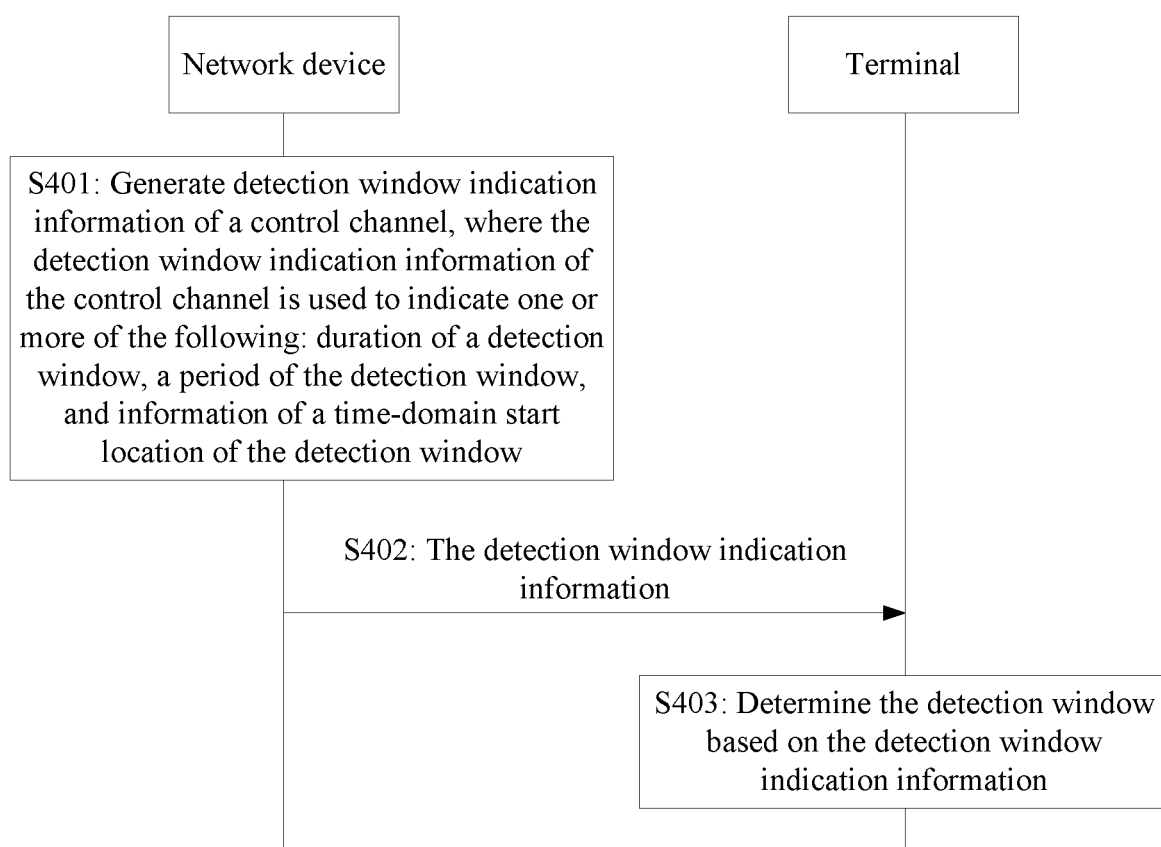 Network device
Terminal
S401: Generate detection window indication
information of a control channel, where the
detection window indication information of
the control channel is used to indicate one or
more of the following: duration of a detection
window, a period of the detection window,
and information of a time-domain start
location of the detection window
S402: The detection window indication
information
S403: Determine the detection window
based on the detection window
indication information